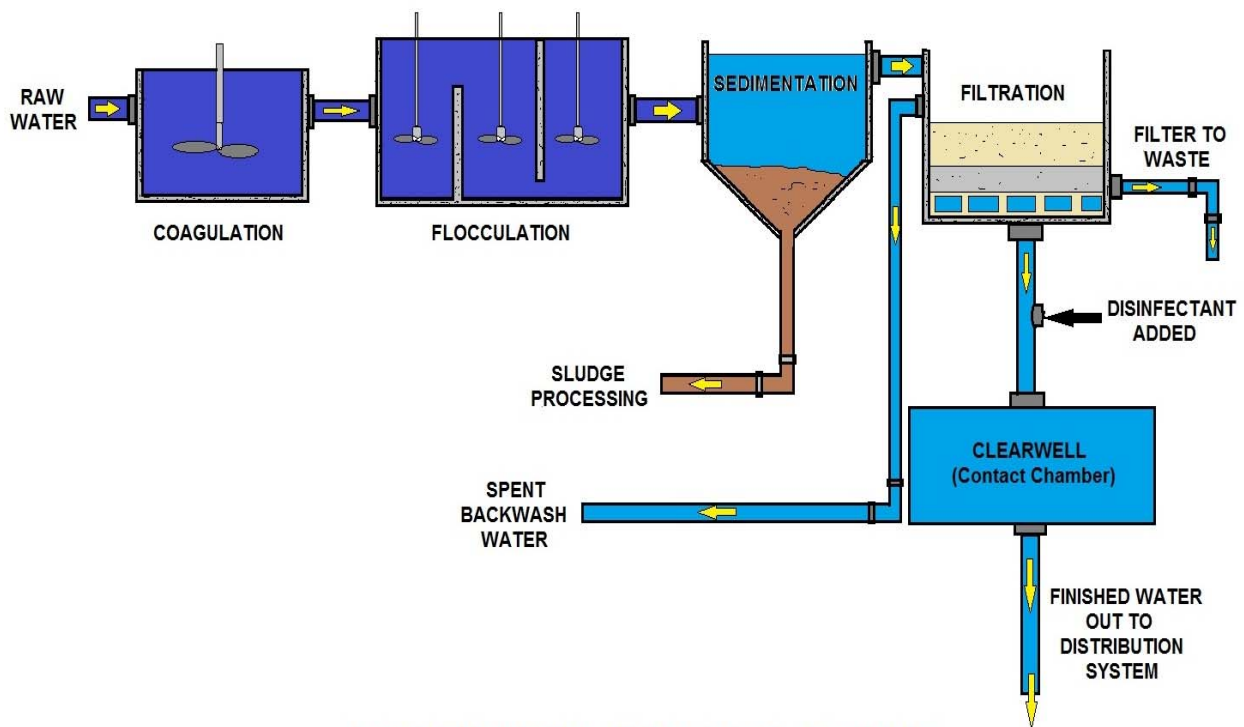 RAW
WATER
COAGULATION
FLOCCULATION
SEDIMENTATION
FILTRATION
FILTER TO
WASTE
DISINFECTANT
ADDED
SLUDGE
PROCESSING
CLEARWELL
(Contact Chamber)
SPENT
BACKWASH
WATER
FINISHED WATER
OUT TO
DISTRIBUTION
SYSTEM